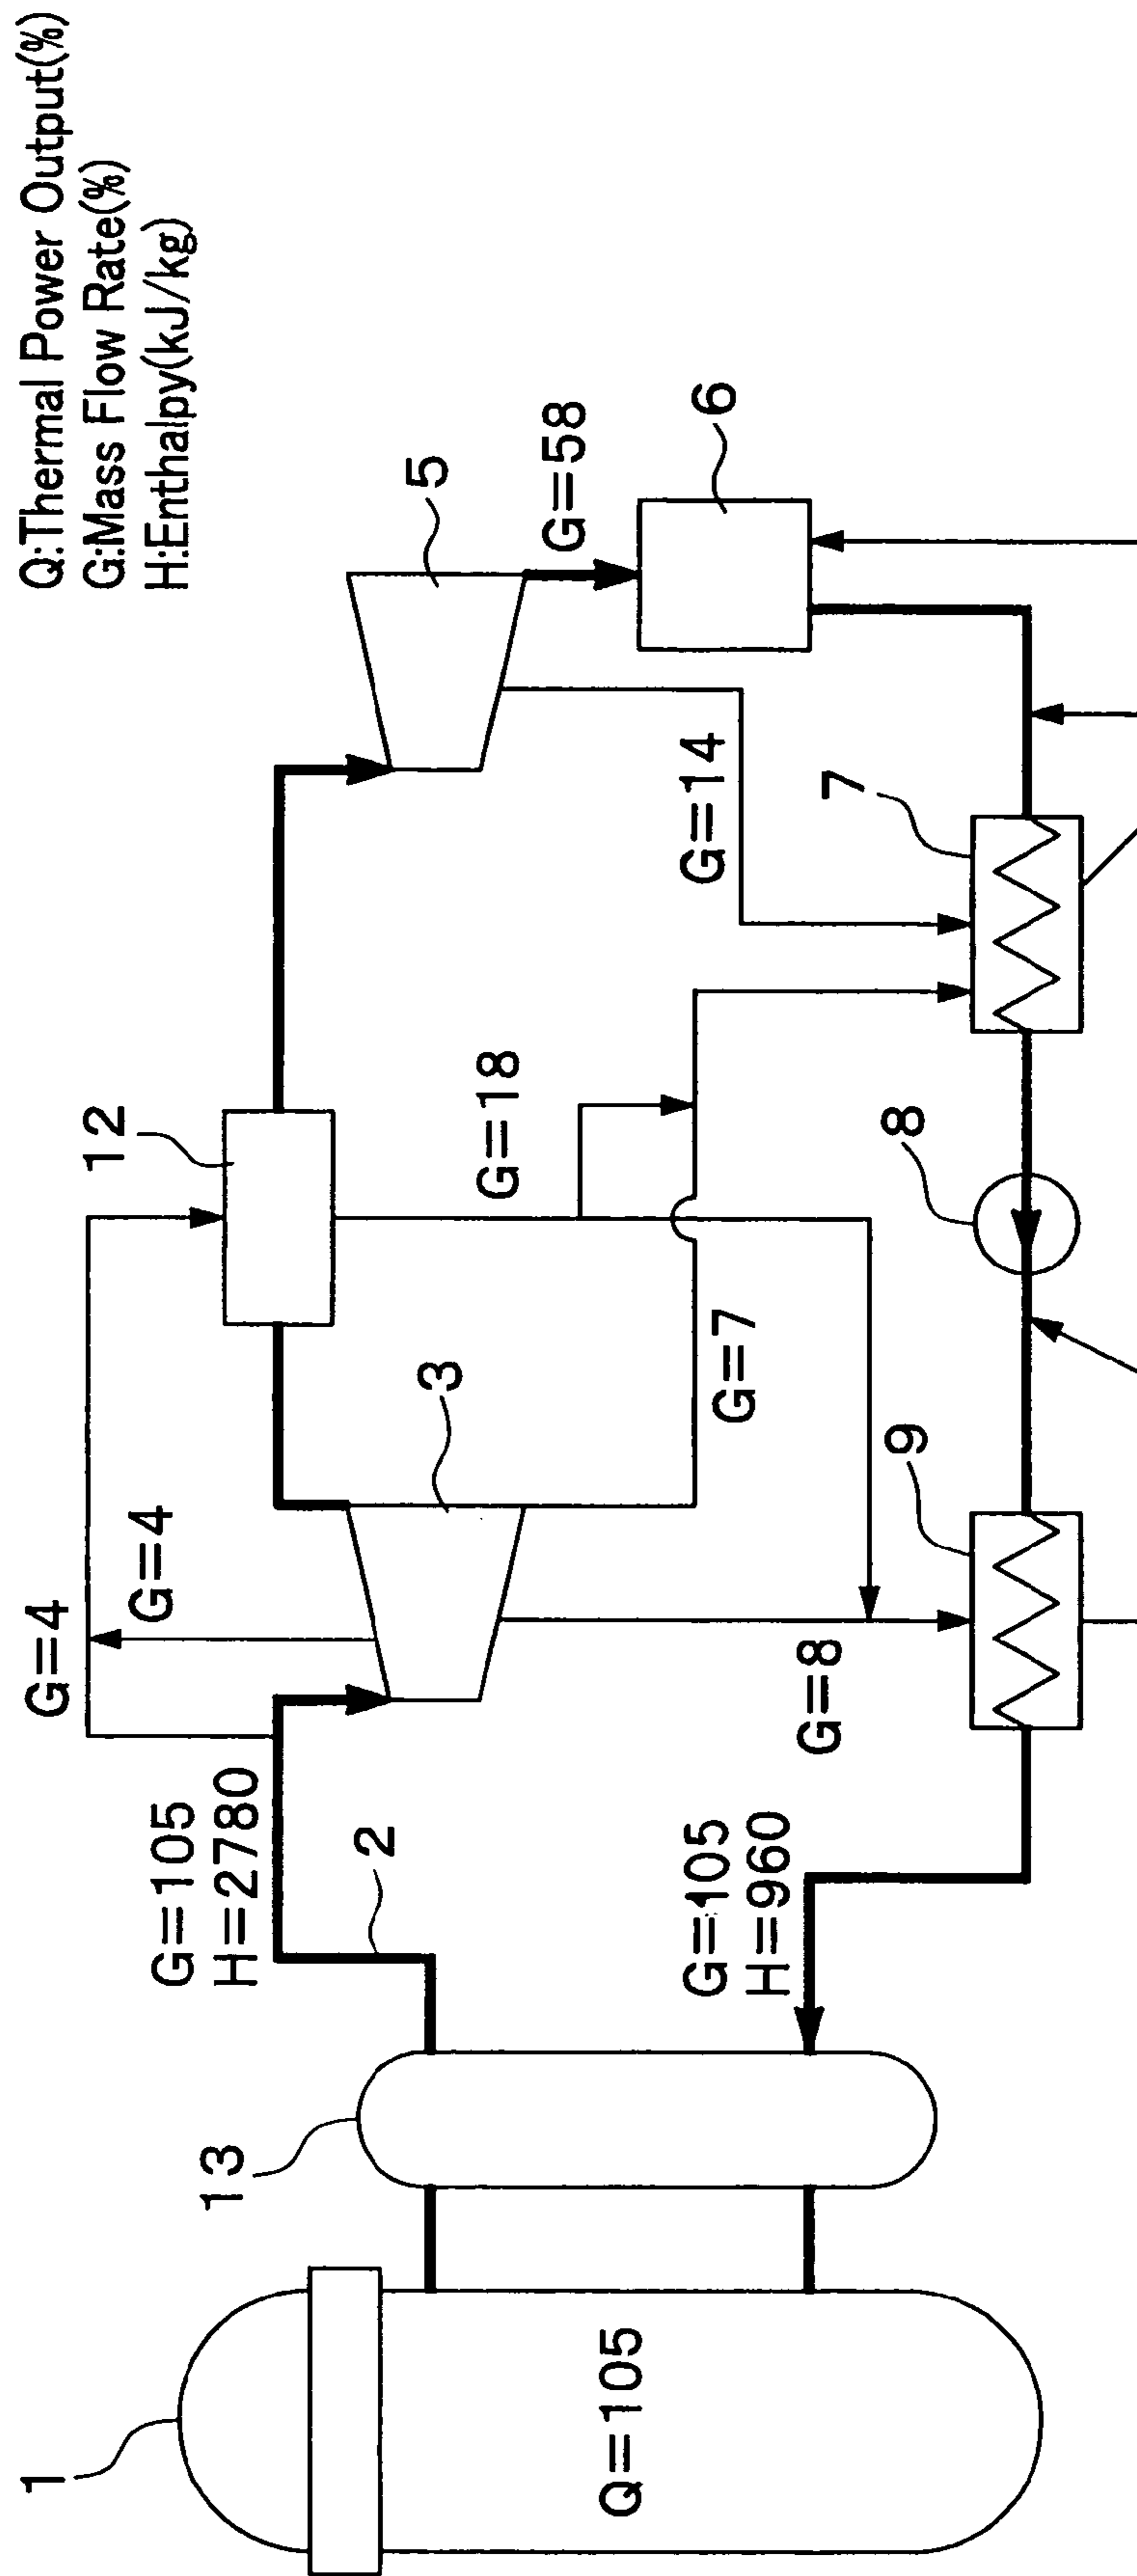 Q:Thermal Power Output(%)
G:Mass Flow Rate(%)
H:Enthalpy(kJ/kg)
1
Q=105
13
G=105
H=2780
2
G=4
G=4
3
12
G=18
G=7
G=8
5
G=58
6
G=14
7
8
9
G=105
H=960